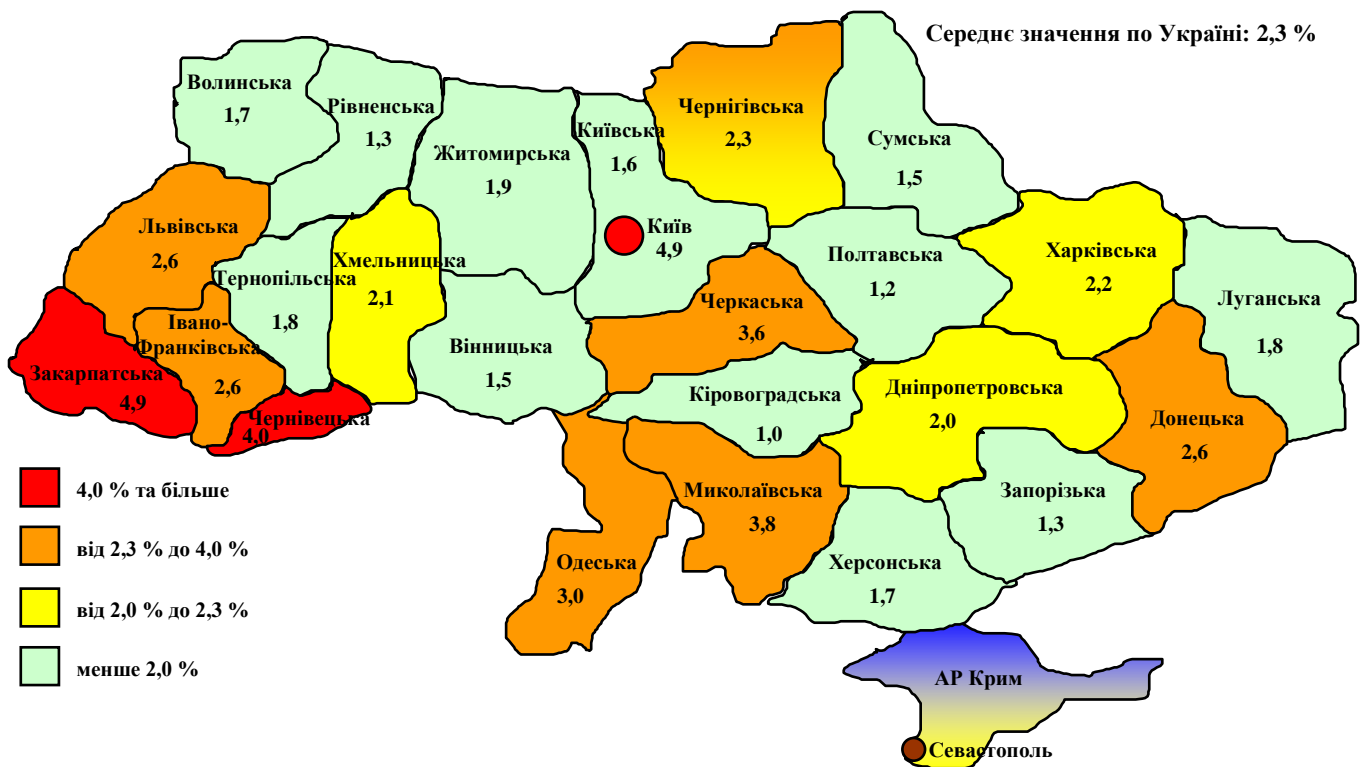 Середнє значення по Україні: 2,3 %
Волинська
1,7
Рівненська
1,3
Житомирська
1,9
Київська
1,6
Чернігівська
2,3
Сумська
1,5
Львівська
2,6
Тернопільська
1,8
Хмельницька
2,1
Київ
4,9
Полтавська
1,2
Харківська
2,2
Луганська
1,8
Черкаська
3,6
Івано-
Франківська
2,6
Закарпатська
4,9
Чернівецька
4,0
Вінницька
1,5
Кіровоградська
1,0
Дніпропетровська
2,0
Донецька
2,6
Миколаївська
3,8
Запорізька
1,3
Одеська
3,0
Херсонська
1,7
АР Крим
Севастополь
4,0 % та більше
від 2,3 % до 4,0 %
від 2,0 % до 2,3 %
менше 2,0 %